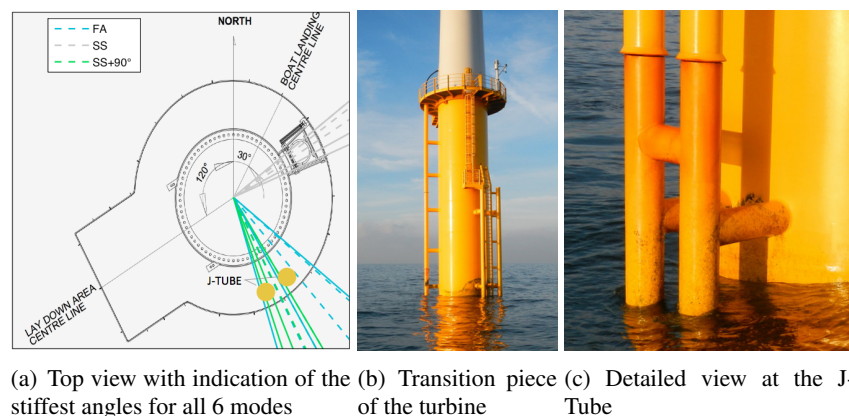 FA
SS
SS+90°
NORTH
BOAT LANDING
CENTRE LINE
30°
120°
J-TUBE
LAY DOWN AREA
CENTRE LINE
(a) Top view with indication of the
stiffest angles for all 6 modes
(b) Transition piece
of the turbine
(c) Detailed view at the J-
Tube